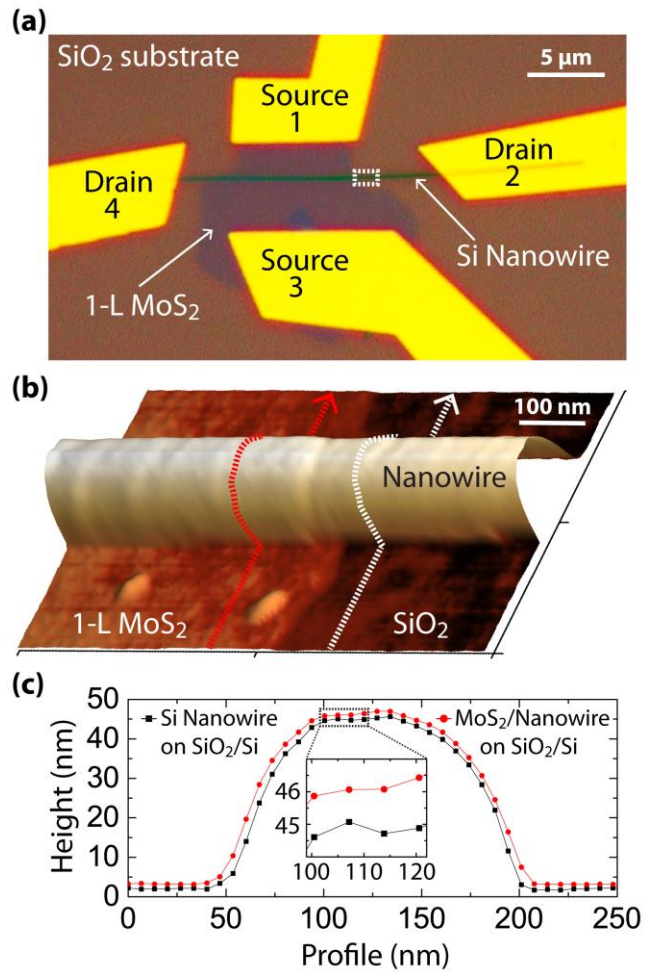 (a)
SiO₂ substrate
5 μm
Source
1
Drain
2
Drain
4
Si Nanowire
Source
3
1-L MoS₂
(b)
100 nm
Nanowire
1-L MoS₂
SiO₂
(c)
50
40
30
20
10
0
Height (nm)
Si Nanowire
on SiO₂/Si
MoS₂/Nanowire
on SiO₂/Si
46
45
100 110 120
0 50 100 150 200 250
Profile (nm)